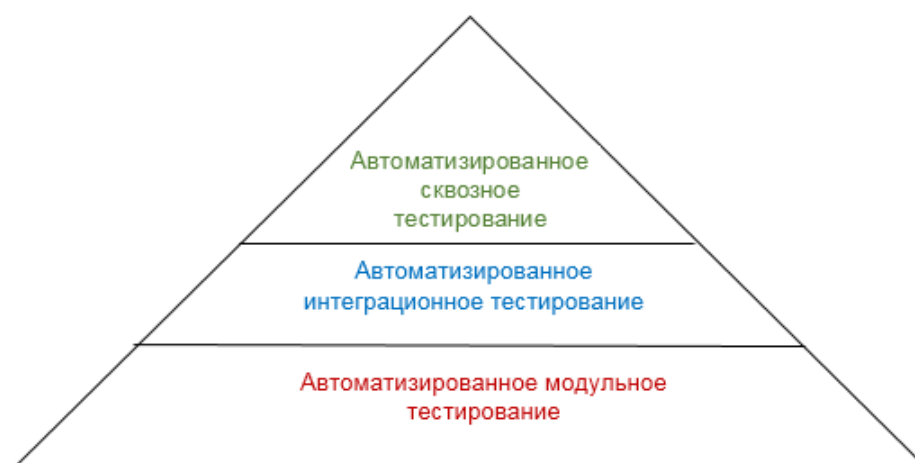 Автоматизированное
сквозное
тестирование
Автоматизированное
интеграционное тестирование
Автоматизированное модульное
тестирование